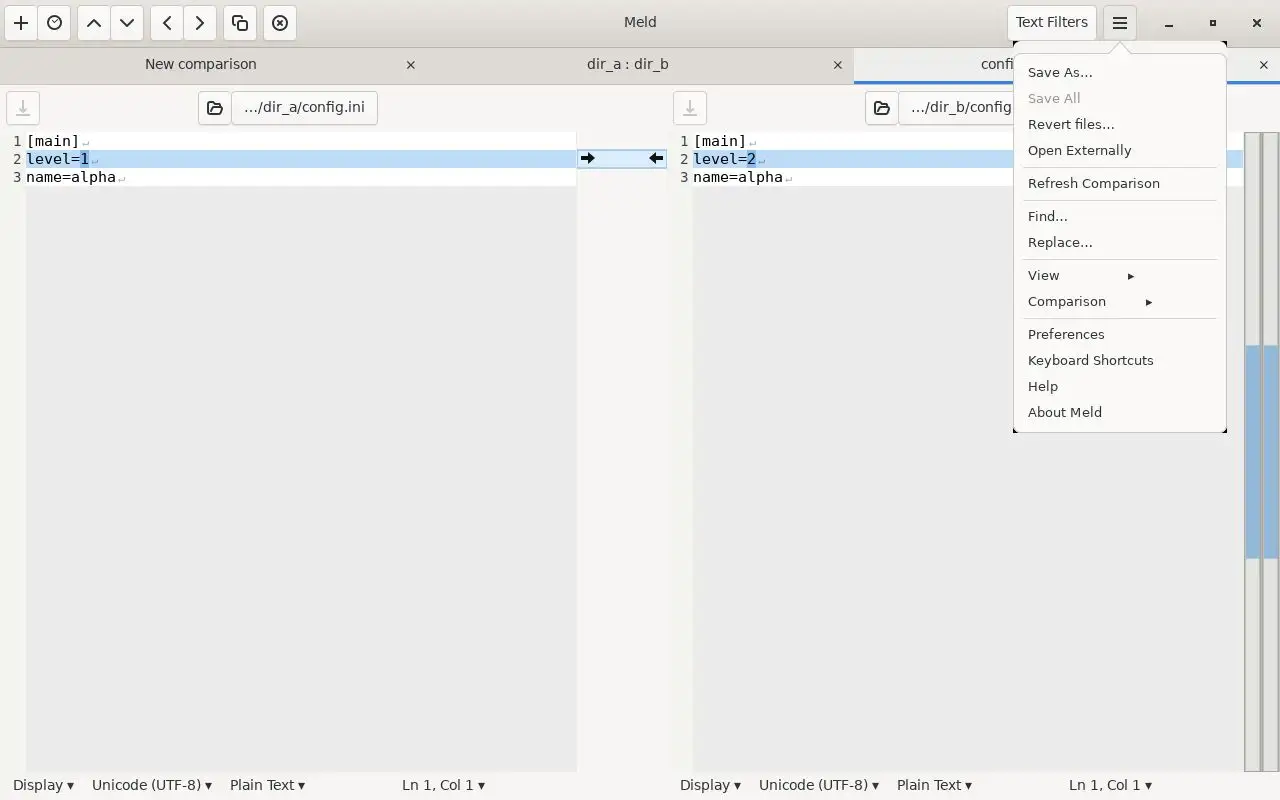 Meld
Text Filters
New comparison
dir_a : dir_b
Save As...
Save All
Revert files...
Open Externally
Refresh Comparison
Find...
Replace...
View
Comparison
Preferences
Keyboard Shortcuts
Help
About Meld
.../dir_a/config.ini
1 [main]
2 level=1
3 name=alpha
1 [main]
2 level=2
3 name=alpha
Display Unicode (UTF-8) Plain Text Ln 1, Col 1
Display Unicode (UTF-8) Plain Text Ln 1, Col 1